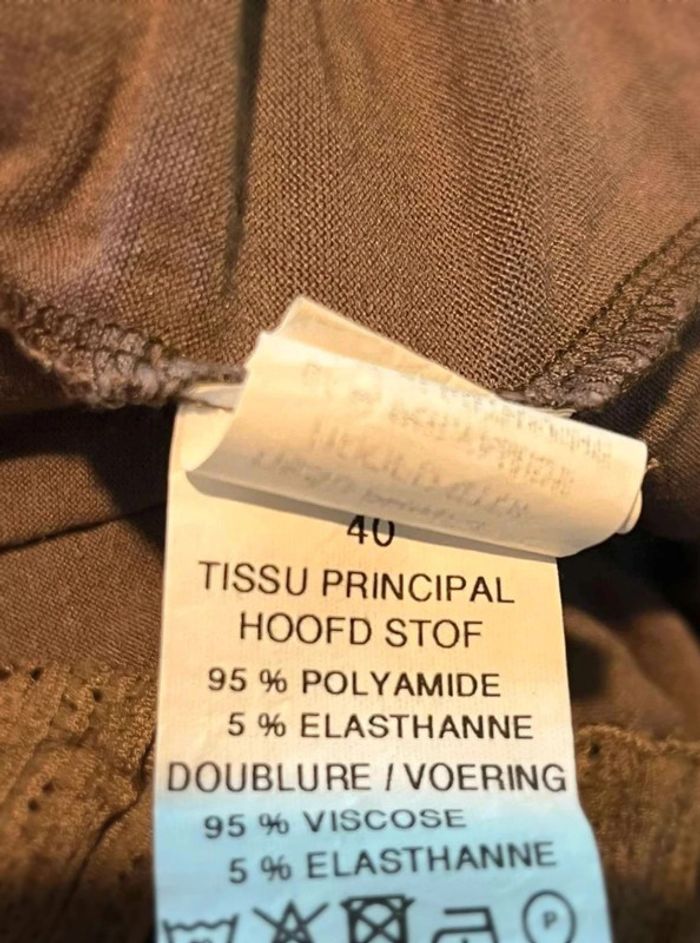 40
TISSU PRINCIPAL
HOOFD STOF
95 % POLYAMIDE
5 % ELASTHANNE
DOUBLURE / VOERING
95 % VISCOSE
5 % ELASTHANNE
P